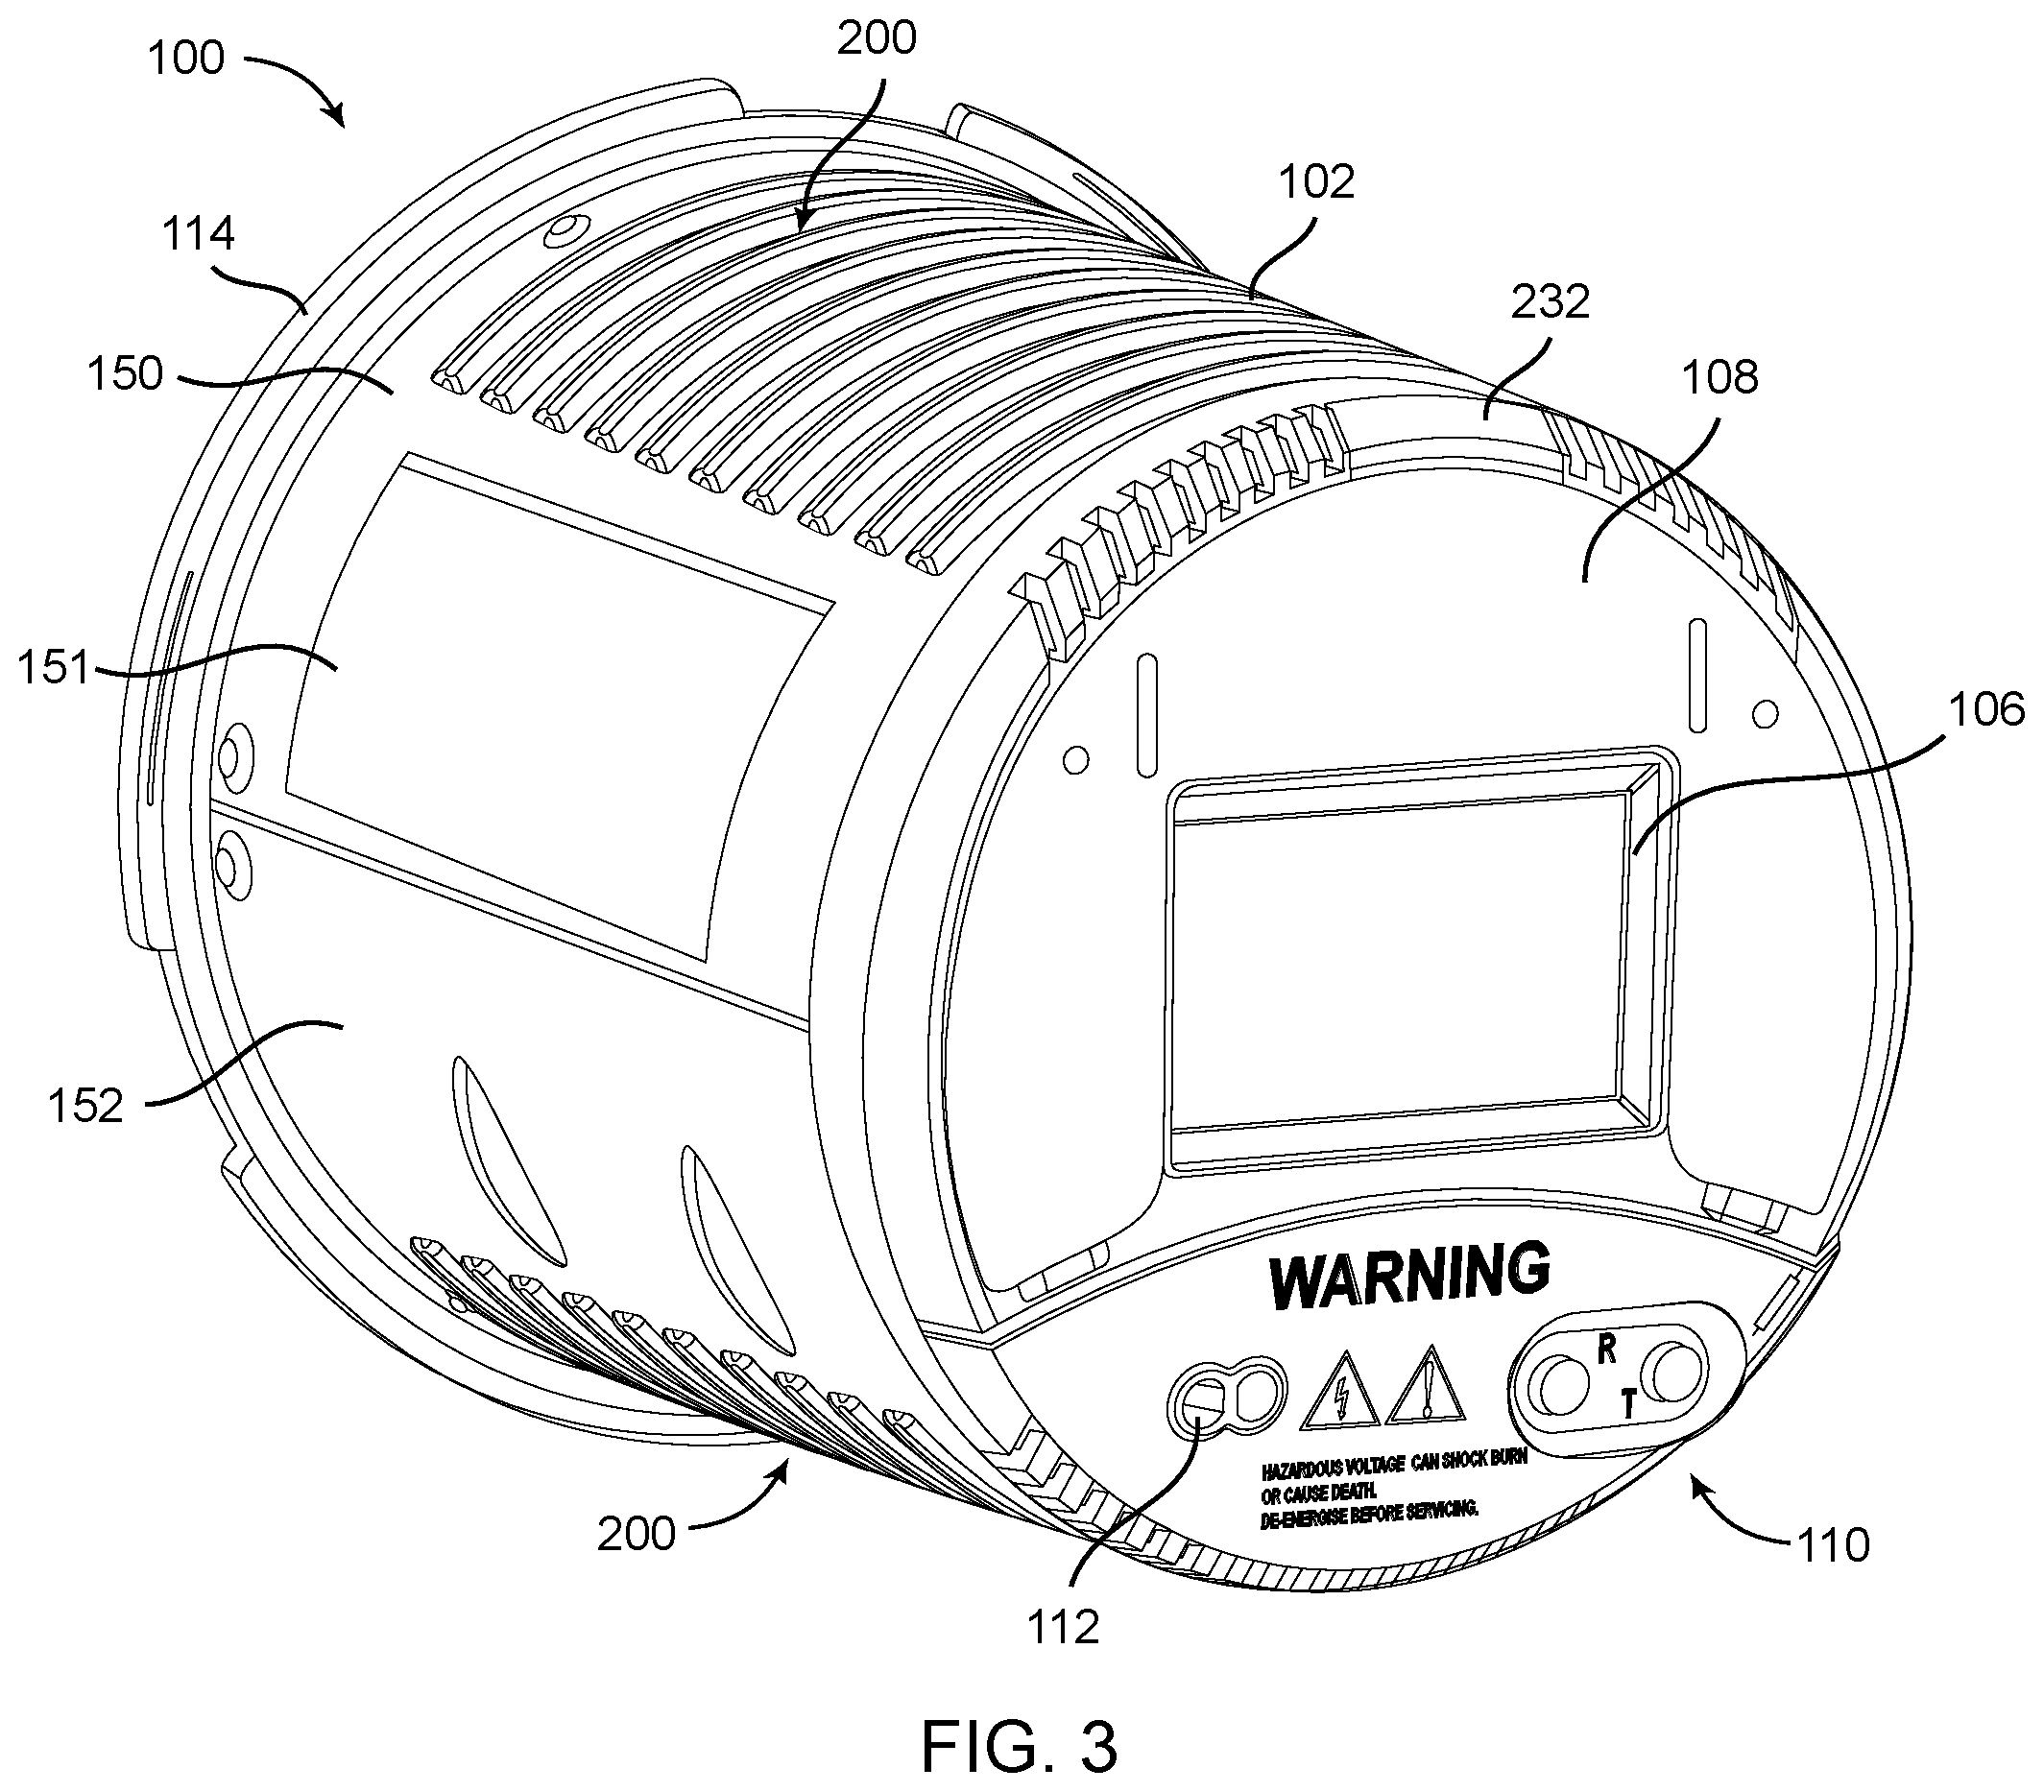 200
100
102
114
232
150
108
151
106
152
WARNING
R
T
HAZARDOUS VOLTAGE CAN SHOCK BURN
OR CAUSE DEATH.
DE-ENERGISE BEFORE SERVICING.
200
110
112
FIG. 3